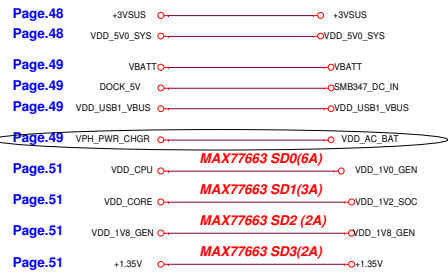 Page.48 +3VSUS +3VSUS
Page.48 VDD_5V0_SYS VDD_5V0_SYS
Page.49 VBATT VBATT
Page.49 DOCK_5V SMB347_DC_IN
Page.49 VDD_USB1_VBUS VDD_USB1_VBUS
Page.49 VPH_PWR_CHGR VDD_AC_BAT
Page.51 VDD_CPU MAX77663 SD0(6A) VDD_1V0_GEN
Page.51 VDD_CORE MAX77663 SD1(3A) VDD_1V2_SOC
Page.51 VDD_1V8_GEN MAX77663 SD2 (2A) VDD_1V8_GEN
Page.51 +1.35V MAX77663 SD3(2A) +1.35V